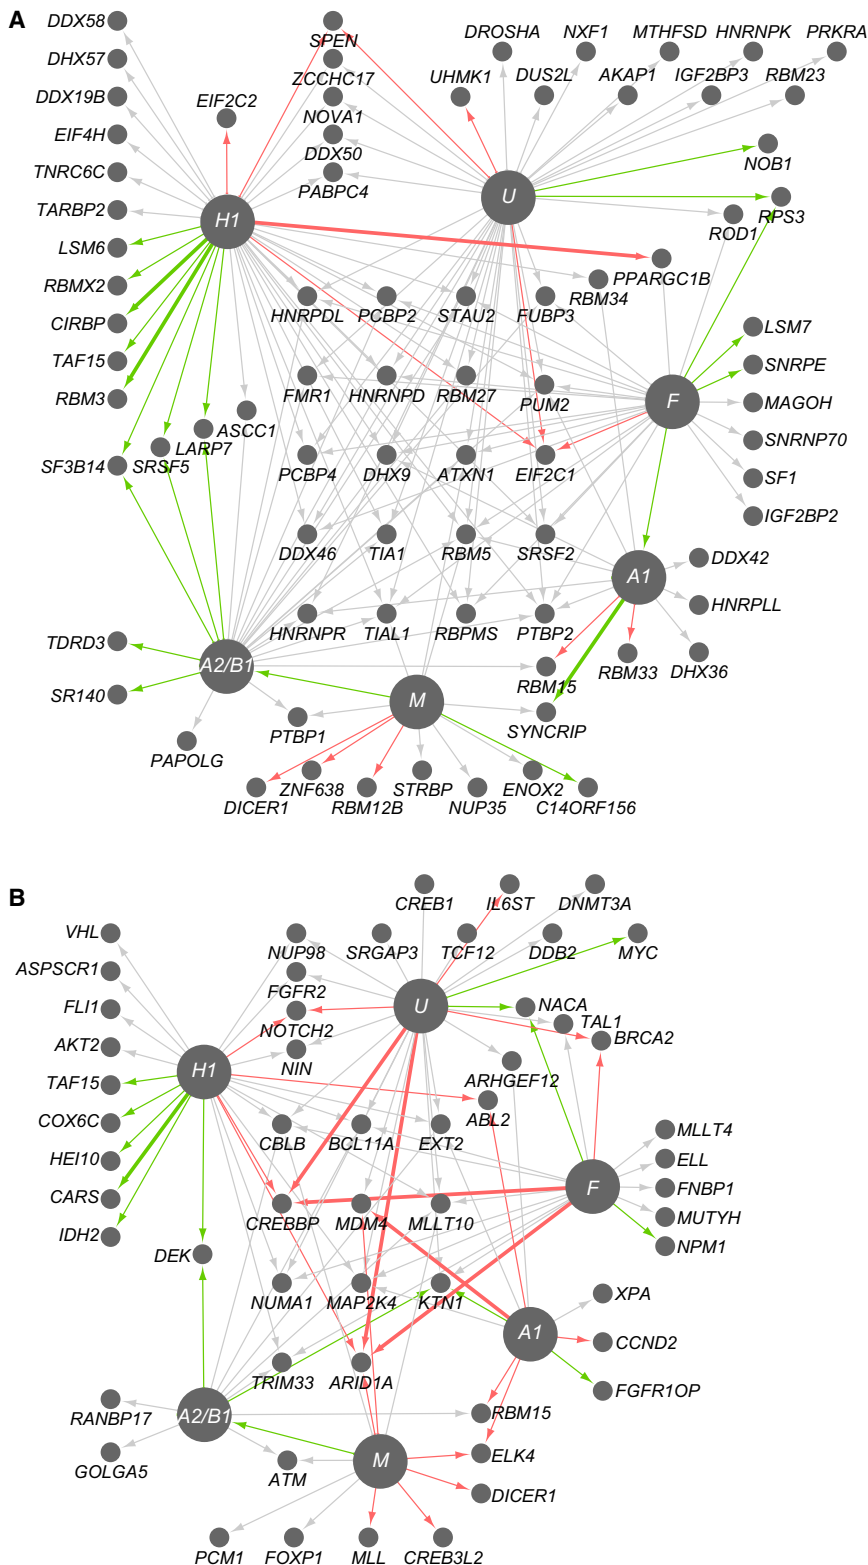 A
DDX58
SPEN
DROSHA
NXF1
MTHFSD
HNRNPK
PRKRA
DHX57
ZCCHC17
UHMK1
DUS2L
AKAP1
IGF2BP3
RBM23
DDX19B
EIF2C2
NOVA1
EIF4H
DDX50
NOB1
TNRC6C
PABPC4
U
RPS3
TARBP2
H1
ROD1
LSM6
PPARGC1B
RBMX2
RBM34
HNRPDL
PCBP2
STAU2
FUBP3
CIRBP
LSM7
TAF15
SNRPE
RBM3
FMR1
HNRNPD
RBM27
PUM2
F
MAGOH
ASCC1
LARP7
SNRNP70
SF3B14
SRSF5
PCBP4
DHX9
ATXN1
EIF2C1
SF1
IGF2BP2
DDX46
TIA1
RBM5
SRSF2
DDX42
A1
HNRPLL
HNRNPR
TIAL1
RBPMS
PTBP2
TDRD3
A2/B1
RBM15
RBM33
DHX36
SR140
M
PTBP1
SYNCRIP
PAPOLG
DICER1
ZNF638
RBM12B
STRBP
NUP35
ENOX2
C14ORF156
B
CREB1
IL6ST
DNMT3A
VHL
NUP98
SRGAP3
TCF12
DDB2
MYC
ASPSCR1
FGFR2
FLI1
NOTCH2
U
NACA
TAL1
BRCA2
AKT2
NIN
H1
ARHGEF12
TAF15
ABL2
COX6C
CBLB
BCL11A
EXT2
MLLT4
HEI10
ELL
CARS
F
FNBP1
CREBBP
MDM4
MLLT10
MUTYH
IDH2
NPM1
DEK
NUMA1
MAP2K4
KTN1
XPA
A1
CCND2
TRIM33
ARID1A
FGFR1OP
RANBP17
A2/B1
RBM15
GOLGA5
ATM
M
ELK4
DICER1
PCM1
FOXP1
MLL
CREB3L2